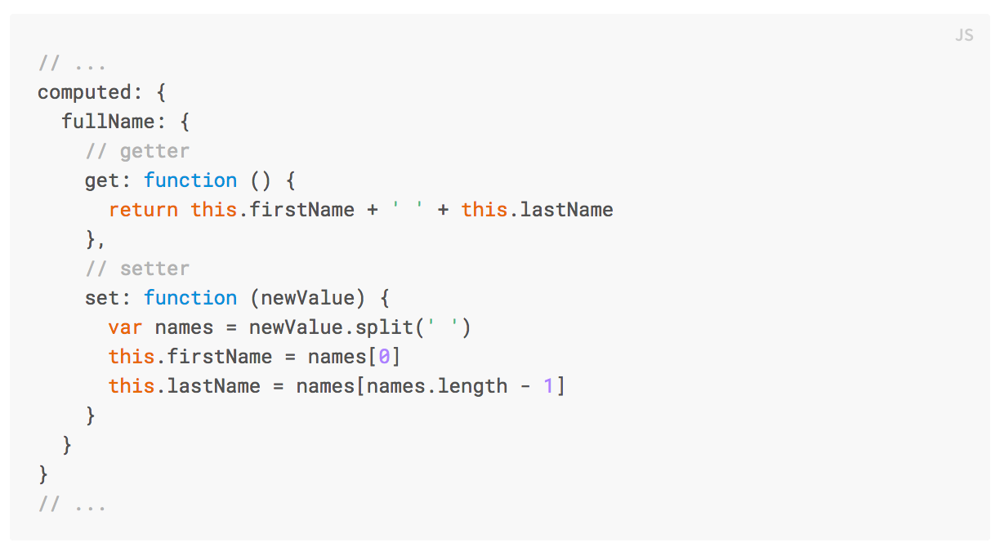 JS
// ...
computed: {
  fullName: {
    // getter
    get: function () {
      return this.firstName + ' ' + this.lastName
    },
    // setter
    set: function (newValue) {
      var names = newValue.split(' ')
      this.firstName = names[0]
      this.lastName = names[names.length - 1]
    }
  }
}
// ...